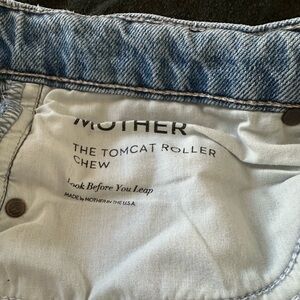 MOTHER
THE TOMCAT ROLLER
CHEW
Look Before You Leap
MADE by MOTHER IN THE U.S.A.